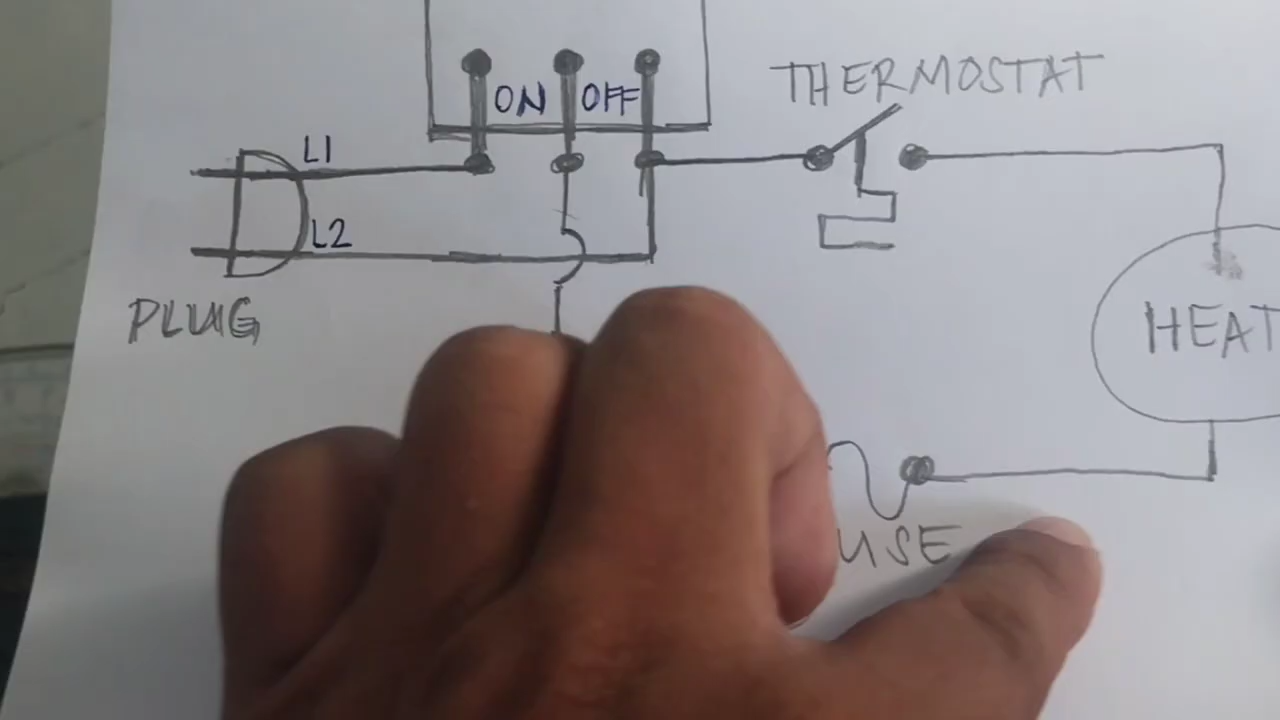 THERMOSTAT
ON OFF
L1
L2
PLUG
HEAT
USE